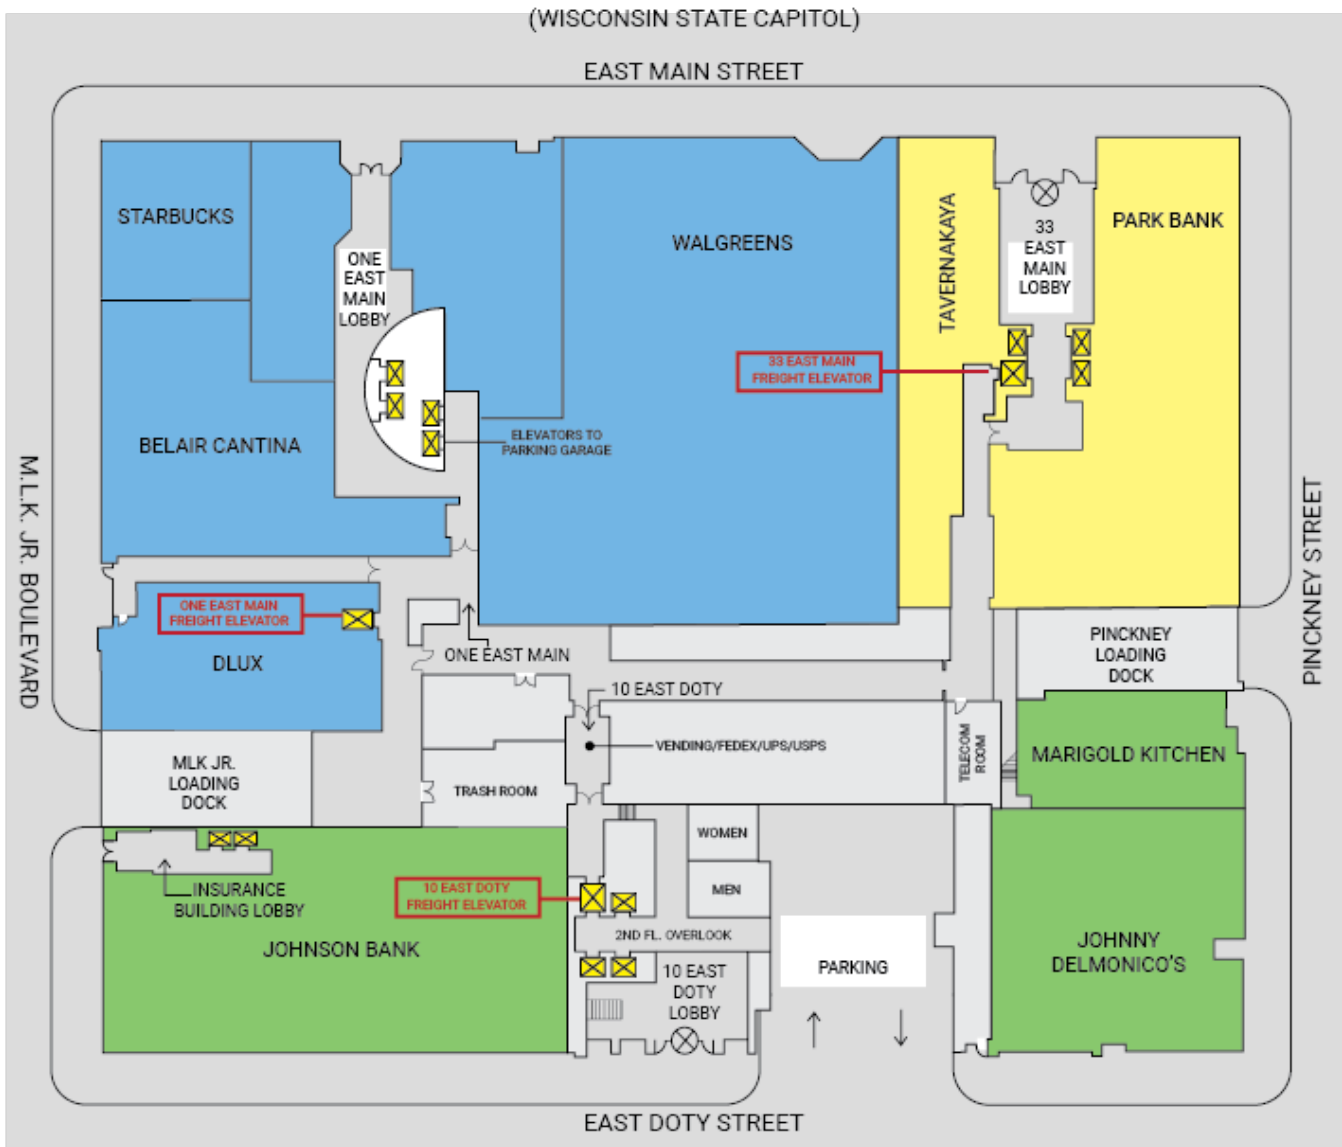 (WISCONSIN STATE CAPITOL)
EAST MAIN STREET
STARBUCKS
ONE
EAST
MAIN
LOBBY
WALGREENS
TAVERNAKAYA
33
EAST
MAIN
LOBBY
PARK BANK
33 EAST MAIN
FREIGHT ELEVATOR
BELAIR CANTINA
ELEVATORS TO
PARKING GARAGE
M.L.K. JR. BOULEVARD
PINCKNEY STREET
ONE EAST MAIN
FREIGHT ELEVATOR
DLUX
ONE EAST MAIN
PINCKNEY
LOADING
DOCK
10 EAST DOTY
VENDING/FEDEX/UPS/USPS
TELECOM
ROOM
MARIGOLD KITCHEN
MLK JR.
LOADING
DOCK
TRASH ROOM
WOMEN
MEN
INSURANCE
BUILDING LOBBY
10 EAST DOTY
FREIGHT ELEVATOR
JOHNSON BANK
2ND FL. OVERLOOK
10 EAST
DOTY
LOBBY
PARKING
JOHNNY
DELMONICO'S
EAST DOTY STREET